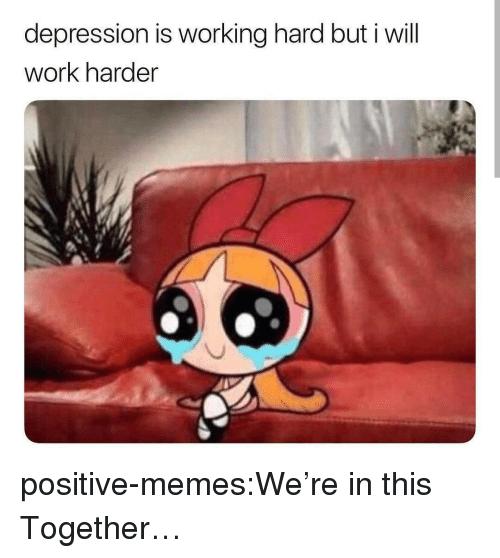 depression is working hard but i will
work harder
positive-memes:We’re in this
Together…